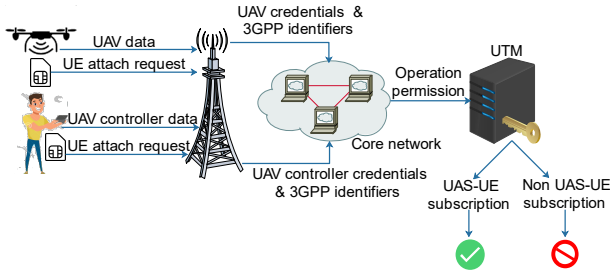 UAV credentials &
3GPP identifiers
UAV data
UE attach request
UAV controller data
UE attach request
Core network
UAV controller credentials
& 3GPP identifiers
Operation
permission
UTM
UAS-UE
subscription
Non UAS-UE
subscription